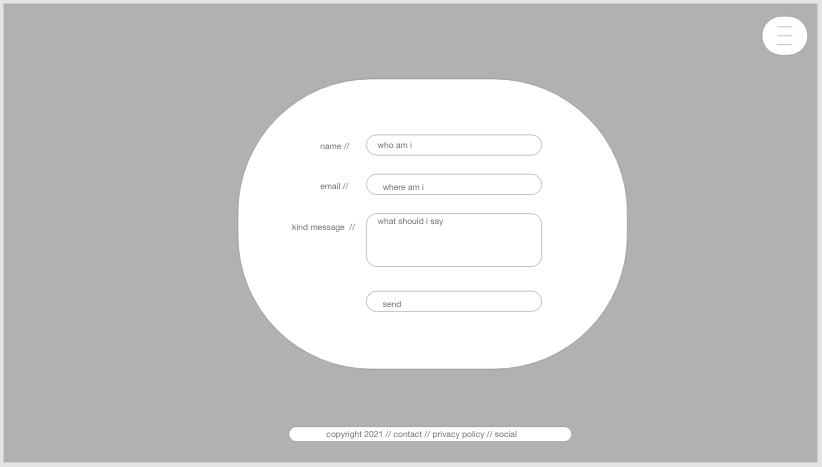 name // who am i
email // where am i
kind message // what should i say
send
copyright 2021 // contact // privacy policy // social